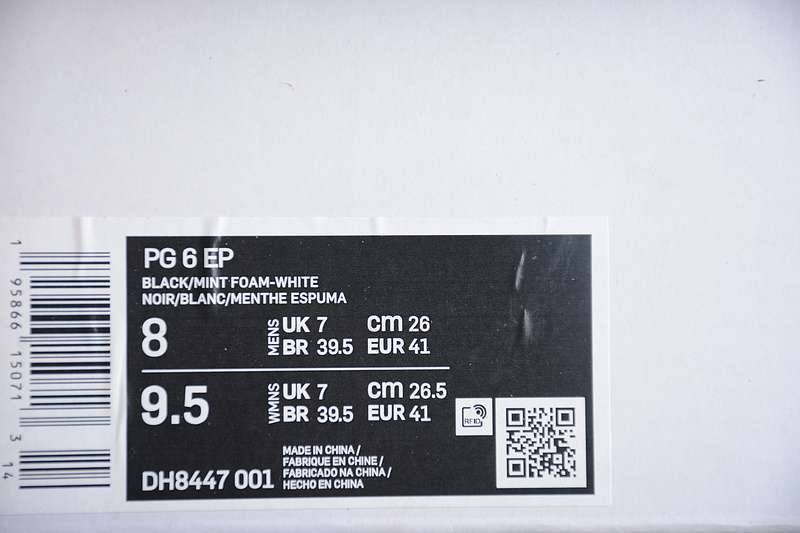 PG 6 EP
BLACK/MINT FOAM-WHITE
NOIR/BLANC/MENTHE ESPUMA
8 MENS UK 7 cm 26
BR 39.5 EUR 41
9.5 WMNS UK 7 cm 26.5
BR 39.5 EUR 41
RFID
DH8447 001
MADE IN CHINA /
FABRIQUE EN CHINE /
FABRICADO NA CHINA /
HECHO EN CHINA
1 95866 15071 3 14